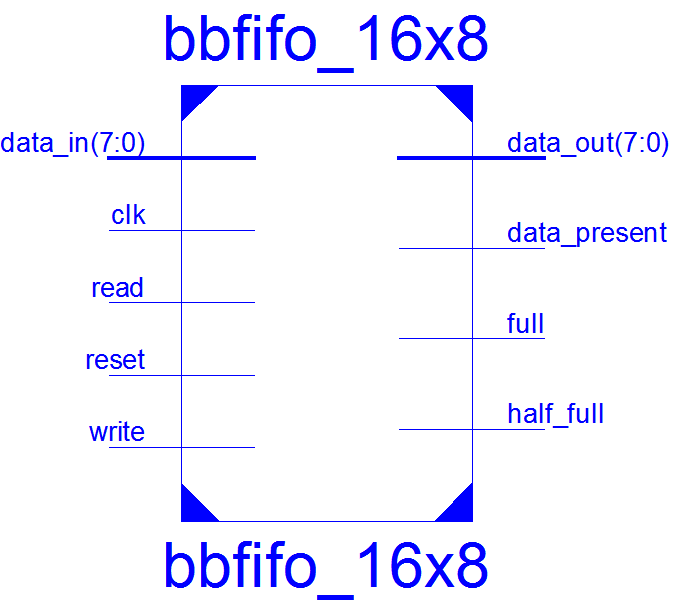 bbfifo_16x8
data_in(7:0)
data_out(7:0)
clk
data_present
read
full
reset
half_full
write
bbfifo_16x8